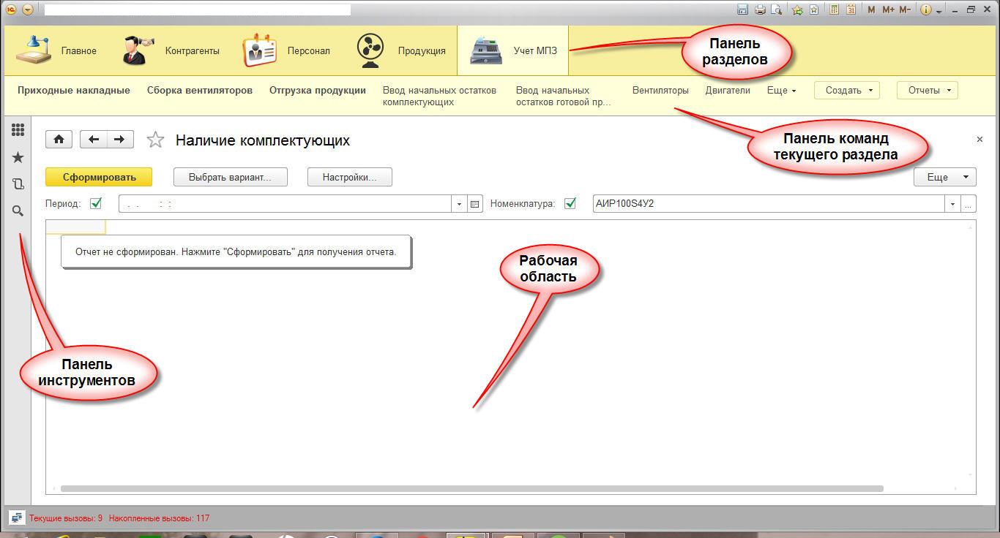 M M+ M-
Главное
Контрагенты
Персонал
Продукция
Учет МПЗ
Панель
разделов
Приходные накладные
Сборка вентиляторов
Отгрузка продукции
Ввод начальных остатков
комплектующих
Ввод начальных
остатков готовой пр...
Вентиляторы
Двигатели
Еще
Создать
Отчеты
Панель команд
текущего раздела
Наличие комплектующих
Сформировать
Выбрать вариант...
Настройки...
Еще
Период:
. . : :
Номенклатура:
АИР100S4У2
...
Отчет не сформирован. Нажмите "Сформировать" для получения отчета.
Рабочая
область
Панель
инструментов
Текущие вызовы: 9 Накопленные вызовы: 117